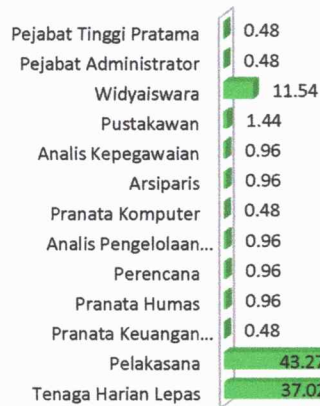 Pejabat Tinggi Pratama 0.48
Pejabat Administrator 0.48
Widyaiswara 11.54
Pustakawan 1.44
Analis Kepegawaian 0.96
Arsiparis 0.96
Pranata Komputer 0.48
Analis Pengelolaan... 0.96
Perencana 0.96
Pranata Humas 0.96
Pranata Keuangan... 0.48
Pelakasana 43.27
Tenaga Harian Lepas 37.02